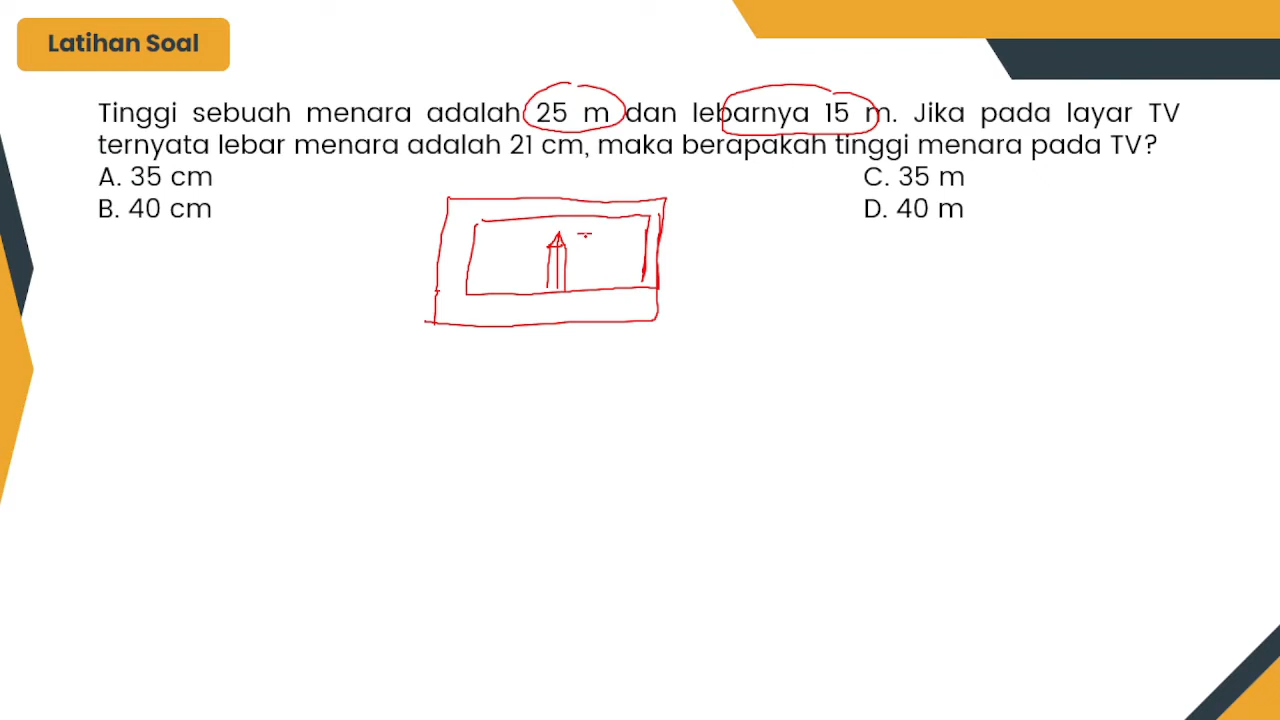 Latihan Soal
Tinggi sebuah menara adalah 25 m dan lebarnya 15 m. Jika pada layar TV
ternyata lebar menara adalah 21 cm, maka berapakah tinggi menara pada TV?
A. 35 cm
B. 40 cm
C. 35 m
D. 40 m